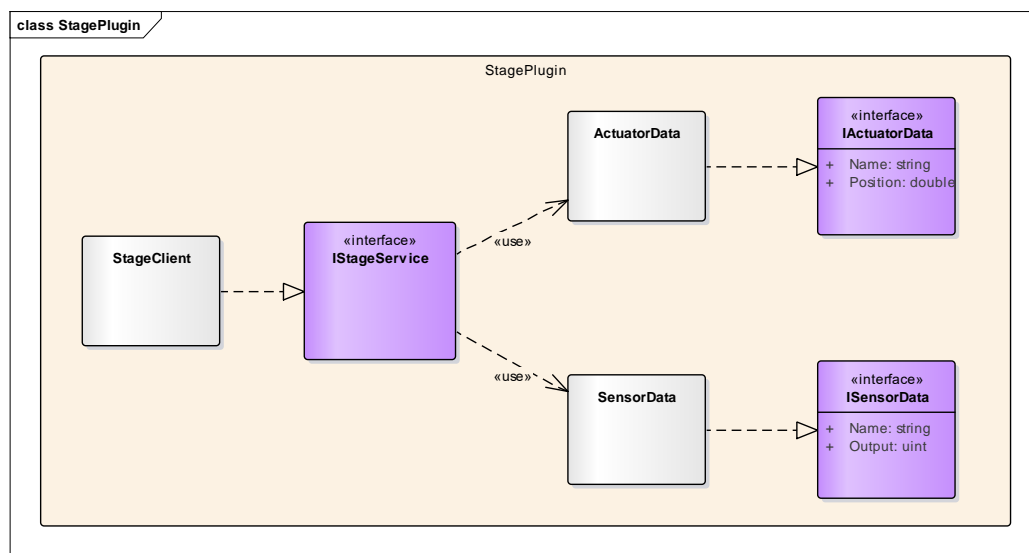 class StagePlugin
StagePlugin
ActuatorData
«interface»
IActuatorData
+ Name: string
+ Position: double
«use»
StageClient
«interface»
IStageService
«use»
SensorData
«interface»
ISensorData
+ Name: string
+ Output: uint